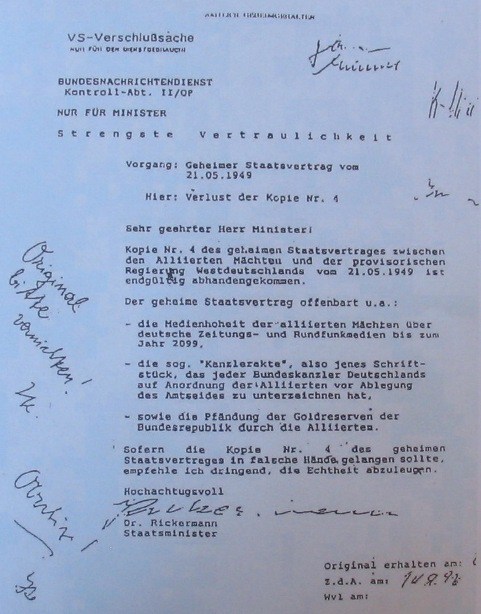 VS-Verschlußsache
NUR FÜR DEN DIENSTGEBRAUCH
BUNDESNACHRICHTENDIENST
Kontroll-Abt. II/OP
NUR FÜR MINISTER
Strengste Vertraulichkeit
Vorgang: Geheimer Staatsvertrag vom
21.05.1949
Hier: Verlust der Kopie Nr. 4
Sehr geehrter Herr Minister!
Kopie Nr. 4 des geheimen Staatsvertrages zwischen
den Alliierten Mächten und der provisorischen
Regierung Westdeutschlands vom 21.05.1949 ist
endgültig abhandengekommen.
Der geheime Staatsvertrag offenbart u.a.:
- die Medienhoheit der alliierten Mächten über
deutsche Zeitungs- und Rundfunkmedien bis zum
Jahr 2099,
- die sog. "Kanzlerakte", also jenes Schrift-
stück, das jeder Bundeskanzler Deutschlands
auf Anordnung der Alliierten vor Ablegung
des Amtseides zu unterzeichnen hat,
- sowie die Pfändung der Goldreserven der
Bundesrepublik durch die Alliierten.
Sofern die Kopie Nr. 4 des geheimen
Staatsvertrages in falsche Hände gelangen sollte,
empfehle ich dringend, die Echtheit abzuleugen.
Hochachtugsvoll
Dr. Rickermann
Staatsminister
Original
bitte
vernichten!
Original erhalten am:
Z.d.A. am:
Wvl am: